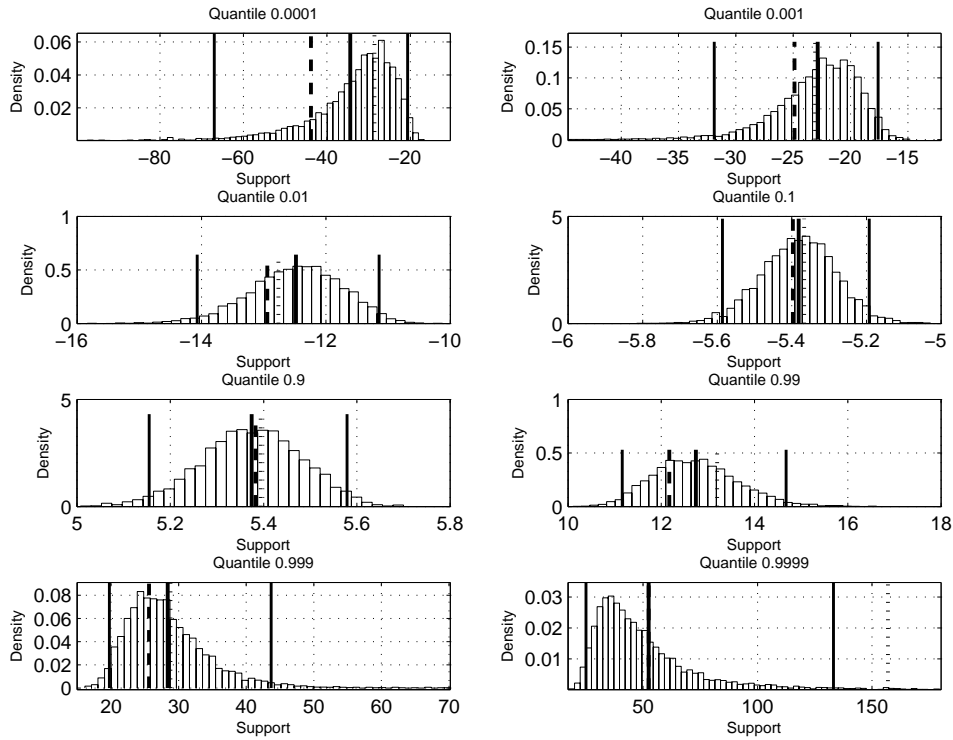 Quantile 0.0001
0.06
0.04
0.02
Density
−80 −60 −40 −20
Support
Quantile 0.001
0.15
0.1
0.05
0
Density
−40 −35 −30 −25 −20 −15
Support
Quantile 0.01
1
0.5
0
Density
−16 −14 −12 −10
Support
Quantile 0.1
5
0
Density
−6 −5.8 −5.6 −5.4 −5.2 −5
Support
Quantile 0.9
5
0
Density
5 5.2 5.4 5.6 5.8
Support
Quantile 0.99
1
0.5
0
Density
10 12 14 16 18
Support
Quantile 0.999
0.08
0.06
0.04
0.02
0
Density
20 30 40 50 60 70
Support
Quantile 0.9999
0.03
0.02
0.01
Density
50 100 150
Support